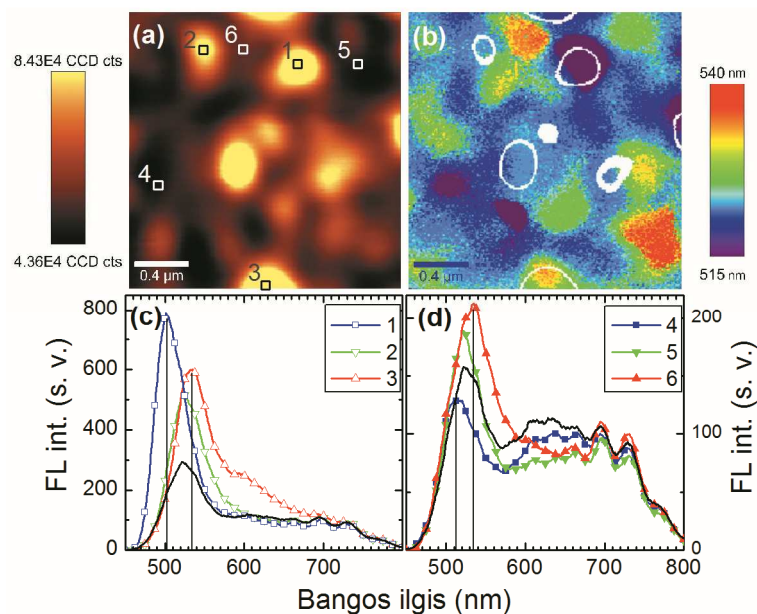 (a)
(b)
8.43E4 CCD cts
4.36E4 CCD cts
2
6
1
5
4
3
0.4 µm
0.4 µm
540 nm
515 nm
(c)
(d)
800
600
400
200
0
1
2
3
4
5
6
200
100
0
FL int. (s. v.)
FL int. (s. v.)
500 600 700
500 600 700 800
Bangos ilgis (nm)